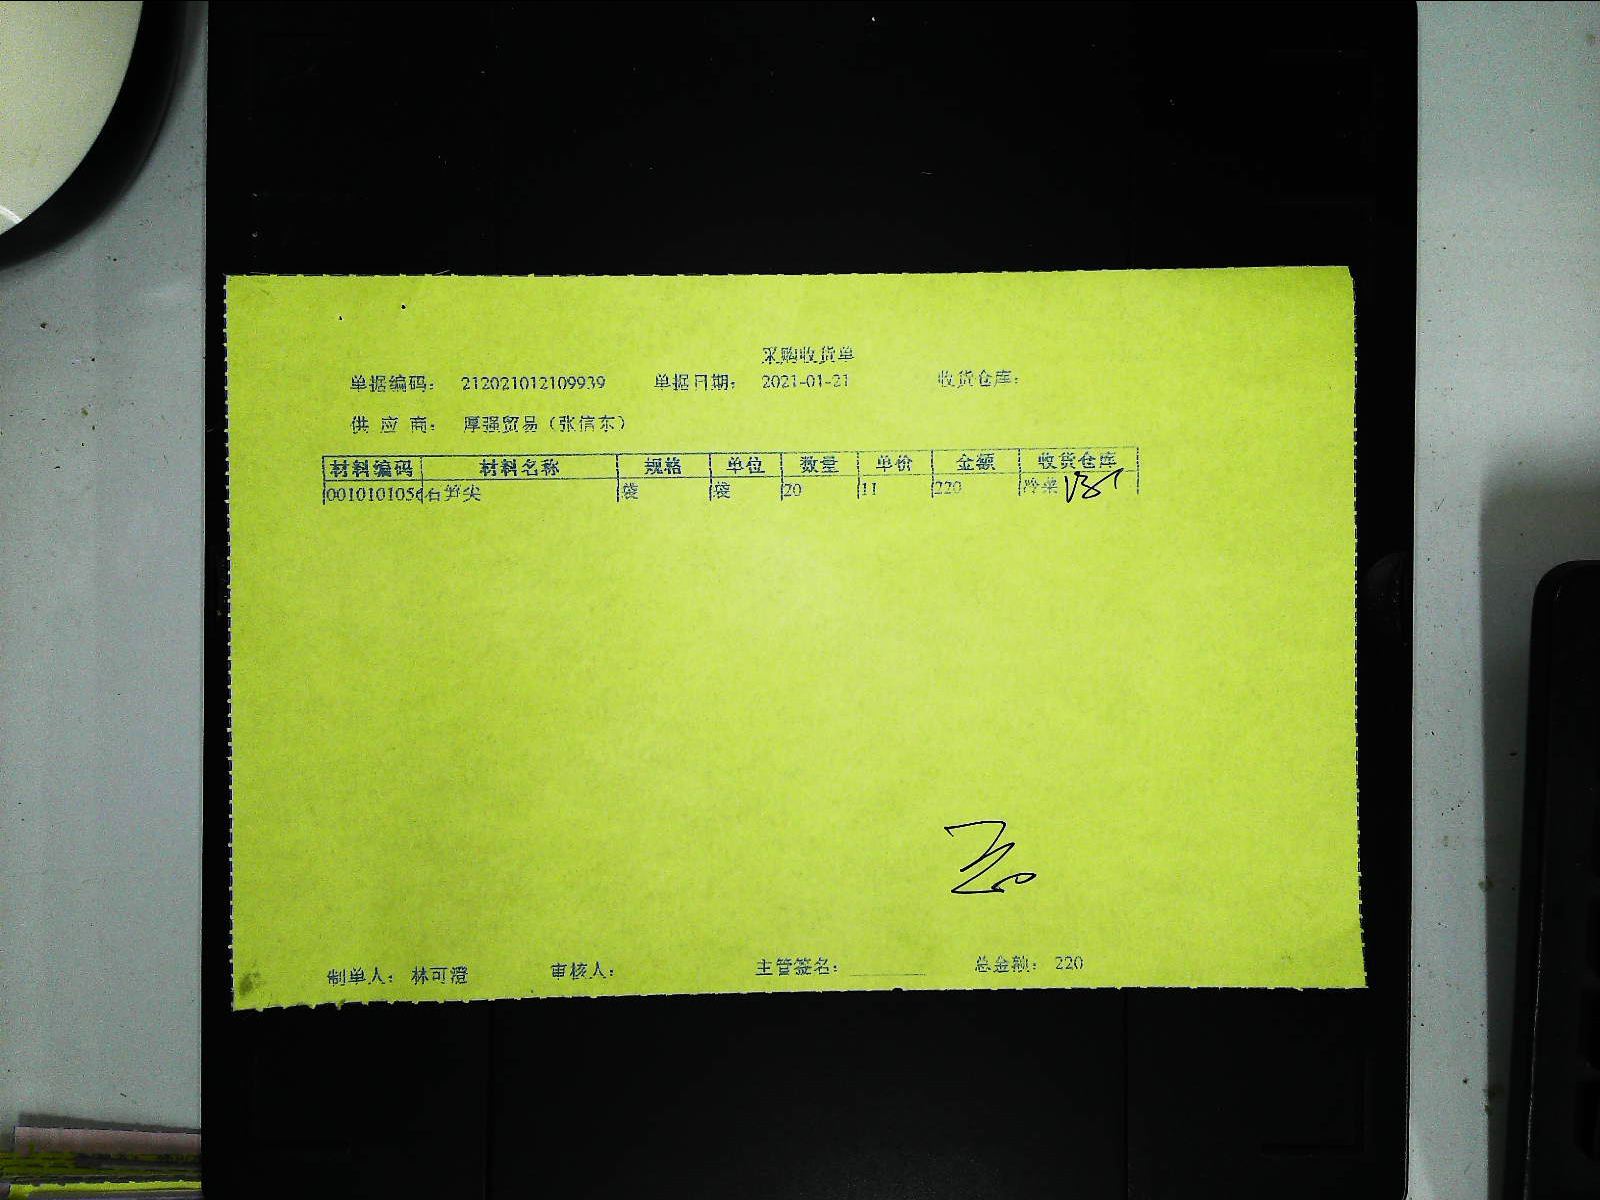 采购收货单
单据编码: 212021012109939 单据日期: 2021-01-21 收货仓库:
供应商: 厚强贸易（张信东）
材料编码 材料名称 规格 单位 数量 单价 金额 收货仓库
001010105 石笋尖 袋 袋 20 11 220 冷菜
制单人: 林可澄 审核人: 主管签名: 总金额: 220